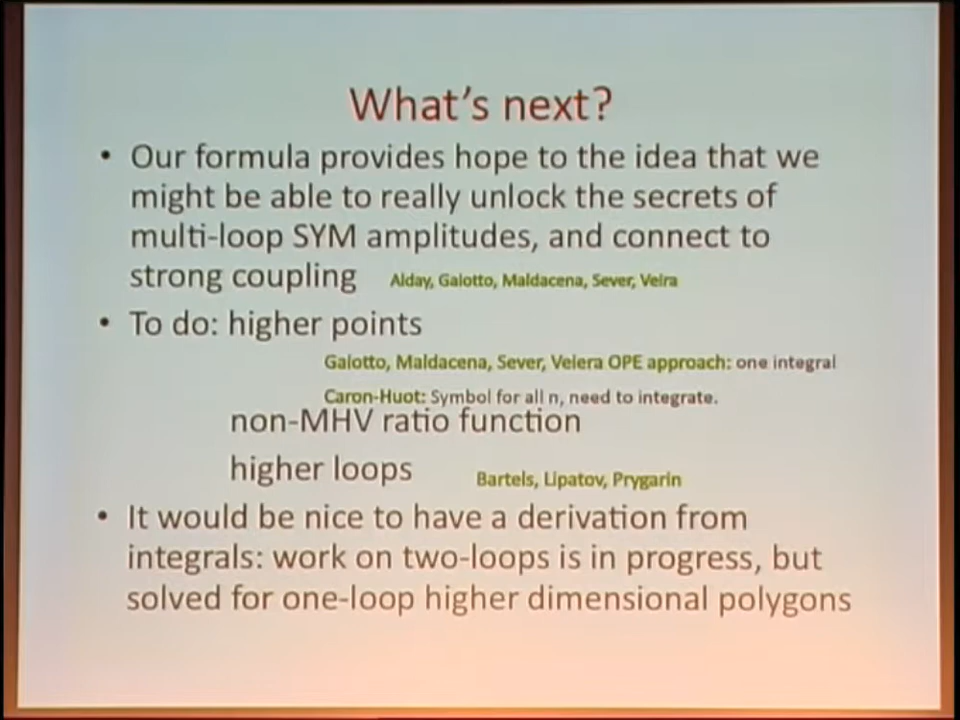 What's next?
• Our formula provides hope to the idea that we
might be able to really unlock the secrets of
multi-loop SYM amplitudes, and connect to
strong coupling Alday, Gaiotto, Maldacena, Sever, Veira
• To do: higher points
Gaiotto, Maldacena, Sever, Veiera OPE approach: one integral
Caron-Huot: Symbol for all n, need to integrate.
non-MHV ratio function
higher loops Bartels, Lipatov, Prygarin
• It would be nice to have a derivation from
integrals: work on two-loops is in progress, but
solved for one-loop higher dimensional polygons